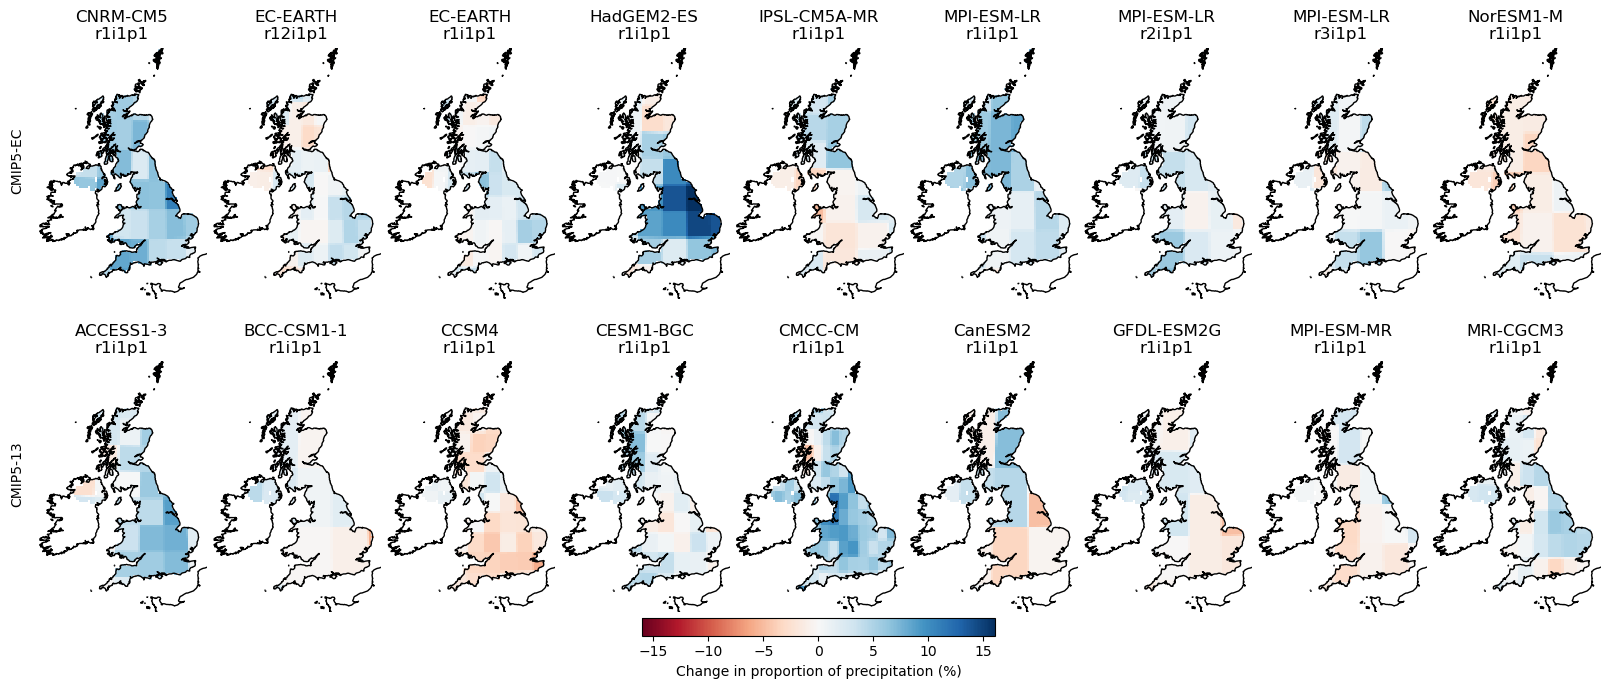 CNRM-CM5 EC-EARTH EC-EARTH HadGEM2-ES IPSL-CM5A-MR MPI-ESM-LR MPI-ESM-LR MPI-ESM-LR NorESM1-M
r1i1p1 r12i1p1 r1i1p1 r1i1p1 r1i1p1 r1i1p1 r2i1p1 r3i1p1 r1i1p1
CMIP5-EC
ACCESS1-3 BCC-CSM1-1 CCSM4 CESM1-BGC CMCC-CM CanESM2 GFDL-ESM2G MPI-ESM-MR MRI-CGCM3
r1i1p1 r1i1p1 r1i1p1 r1i1p1 r1i1p1 r1i1p1 r1i1p1 r1i1p1 r1i1p1
CMIP5-13
−15 −10 −5 0 5 10 15
Change in proportion of precipitation (%)